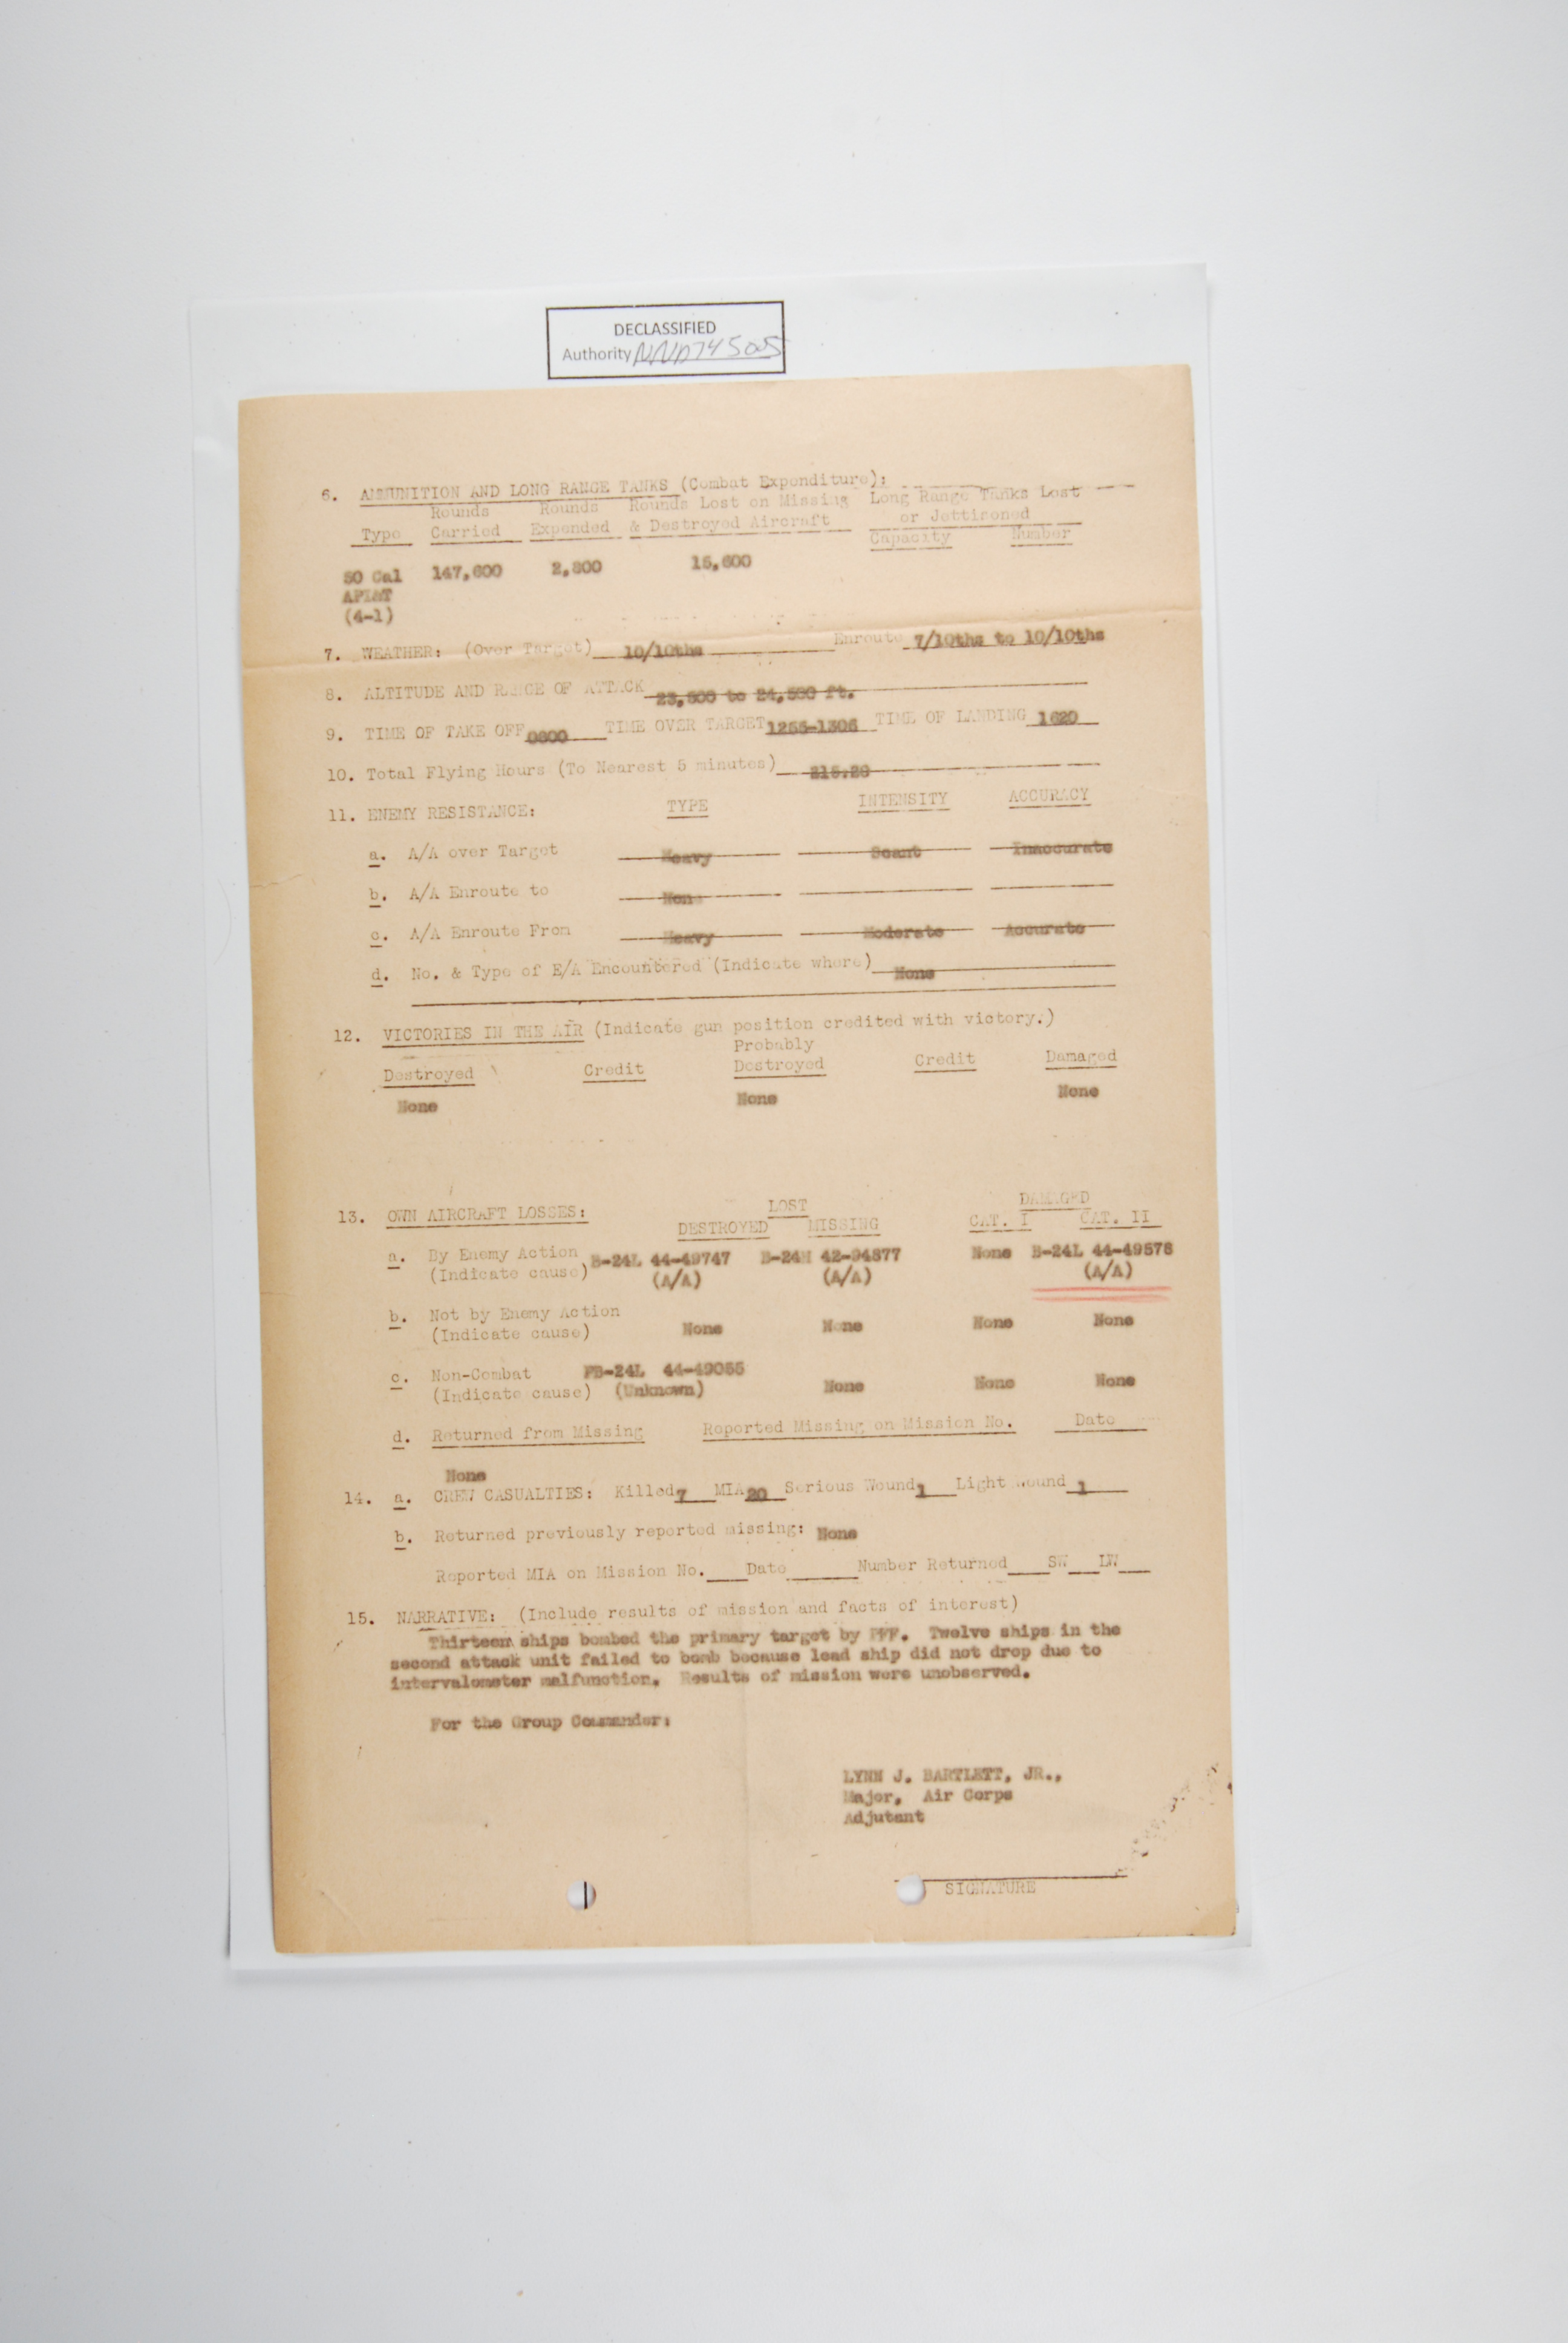 DECLASSIFIED
Authority NND745005
6. AMMUNITION AND LONG RANGE TANKS (Combat Expenditure):
Rounds Rounds Rounds Lost on Missing Long Range Tanks Lost
Type Carried Expended & Destroyed Aircraft or Jettisoned
Capacity Number
50 Cal 147,600 2,800 15,600
API&T
(4-1)
7. WEATHER: (Over Target) 10/10ths Enroute 7/10ths to 10/10ths
8. ALTITUDE AND RANGE OF ATTACK 23,500 to 24,500 ft.
9. TIME OF TAKE OFF 0800 TIME OVER TARGET 1255-1306 TIME OF LANDING 1620
10. Total Flying Hours (To Nearest 5 minutes) 215:20
11. ENEMY RESISTANCE: TYPE INTENSITY ACCURACY
a. A/A over Target Heavy Scant Inaccurate
b. A/A Enroute to None
c. A/A Enroute From Heavy Moderate Accurate
d. No. & Type of E/A Encountered (Indicate where) None
12. VICTORIES IN THE AIR (Indicate gun position credited with victory.)
Probably
Destroyed Credit Destroyed Credit Damaged
None None None
13. OWN AIRCRAFT LOSSES: LOST DAMAGED
DESTROYED MISSING CAT. I CAT. II
a. By Enemy Action B-24L 44-49747 B-24H 42-94877 None B-24L 44-49578
(Indicate cause) (A/A) (A/A) (A/A)
b. Not by Enemy Action
(Indicate cause) None None None None
c. Non-Combat FB-24L 44-49055
(Indicate cause) (Unknown) None None None
d. Returned from Missing Reported Missing on Mission No. Date
None
14. a. CREW CASUALTIES: Killed 7 MIA 20 Serious Wound 1 Light Wound 1
b. Returned previously reported missing: None
Reported MIA on Mission No. Date Number Returned SW LW
15. NARRATIVE: (Include results of mission and facts of interest)
Thirteen ships bombed the primary target by PFF. Twelve ships in the
second attack unit failed to bomb because lead ship did not drop due to
intervalometer malfunction. Results of mission were unobserved.
For the Group Commander:
LYNN J. BARTLETT, JR.,
Major, Air Corps
Adjutant
SIGNATURE